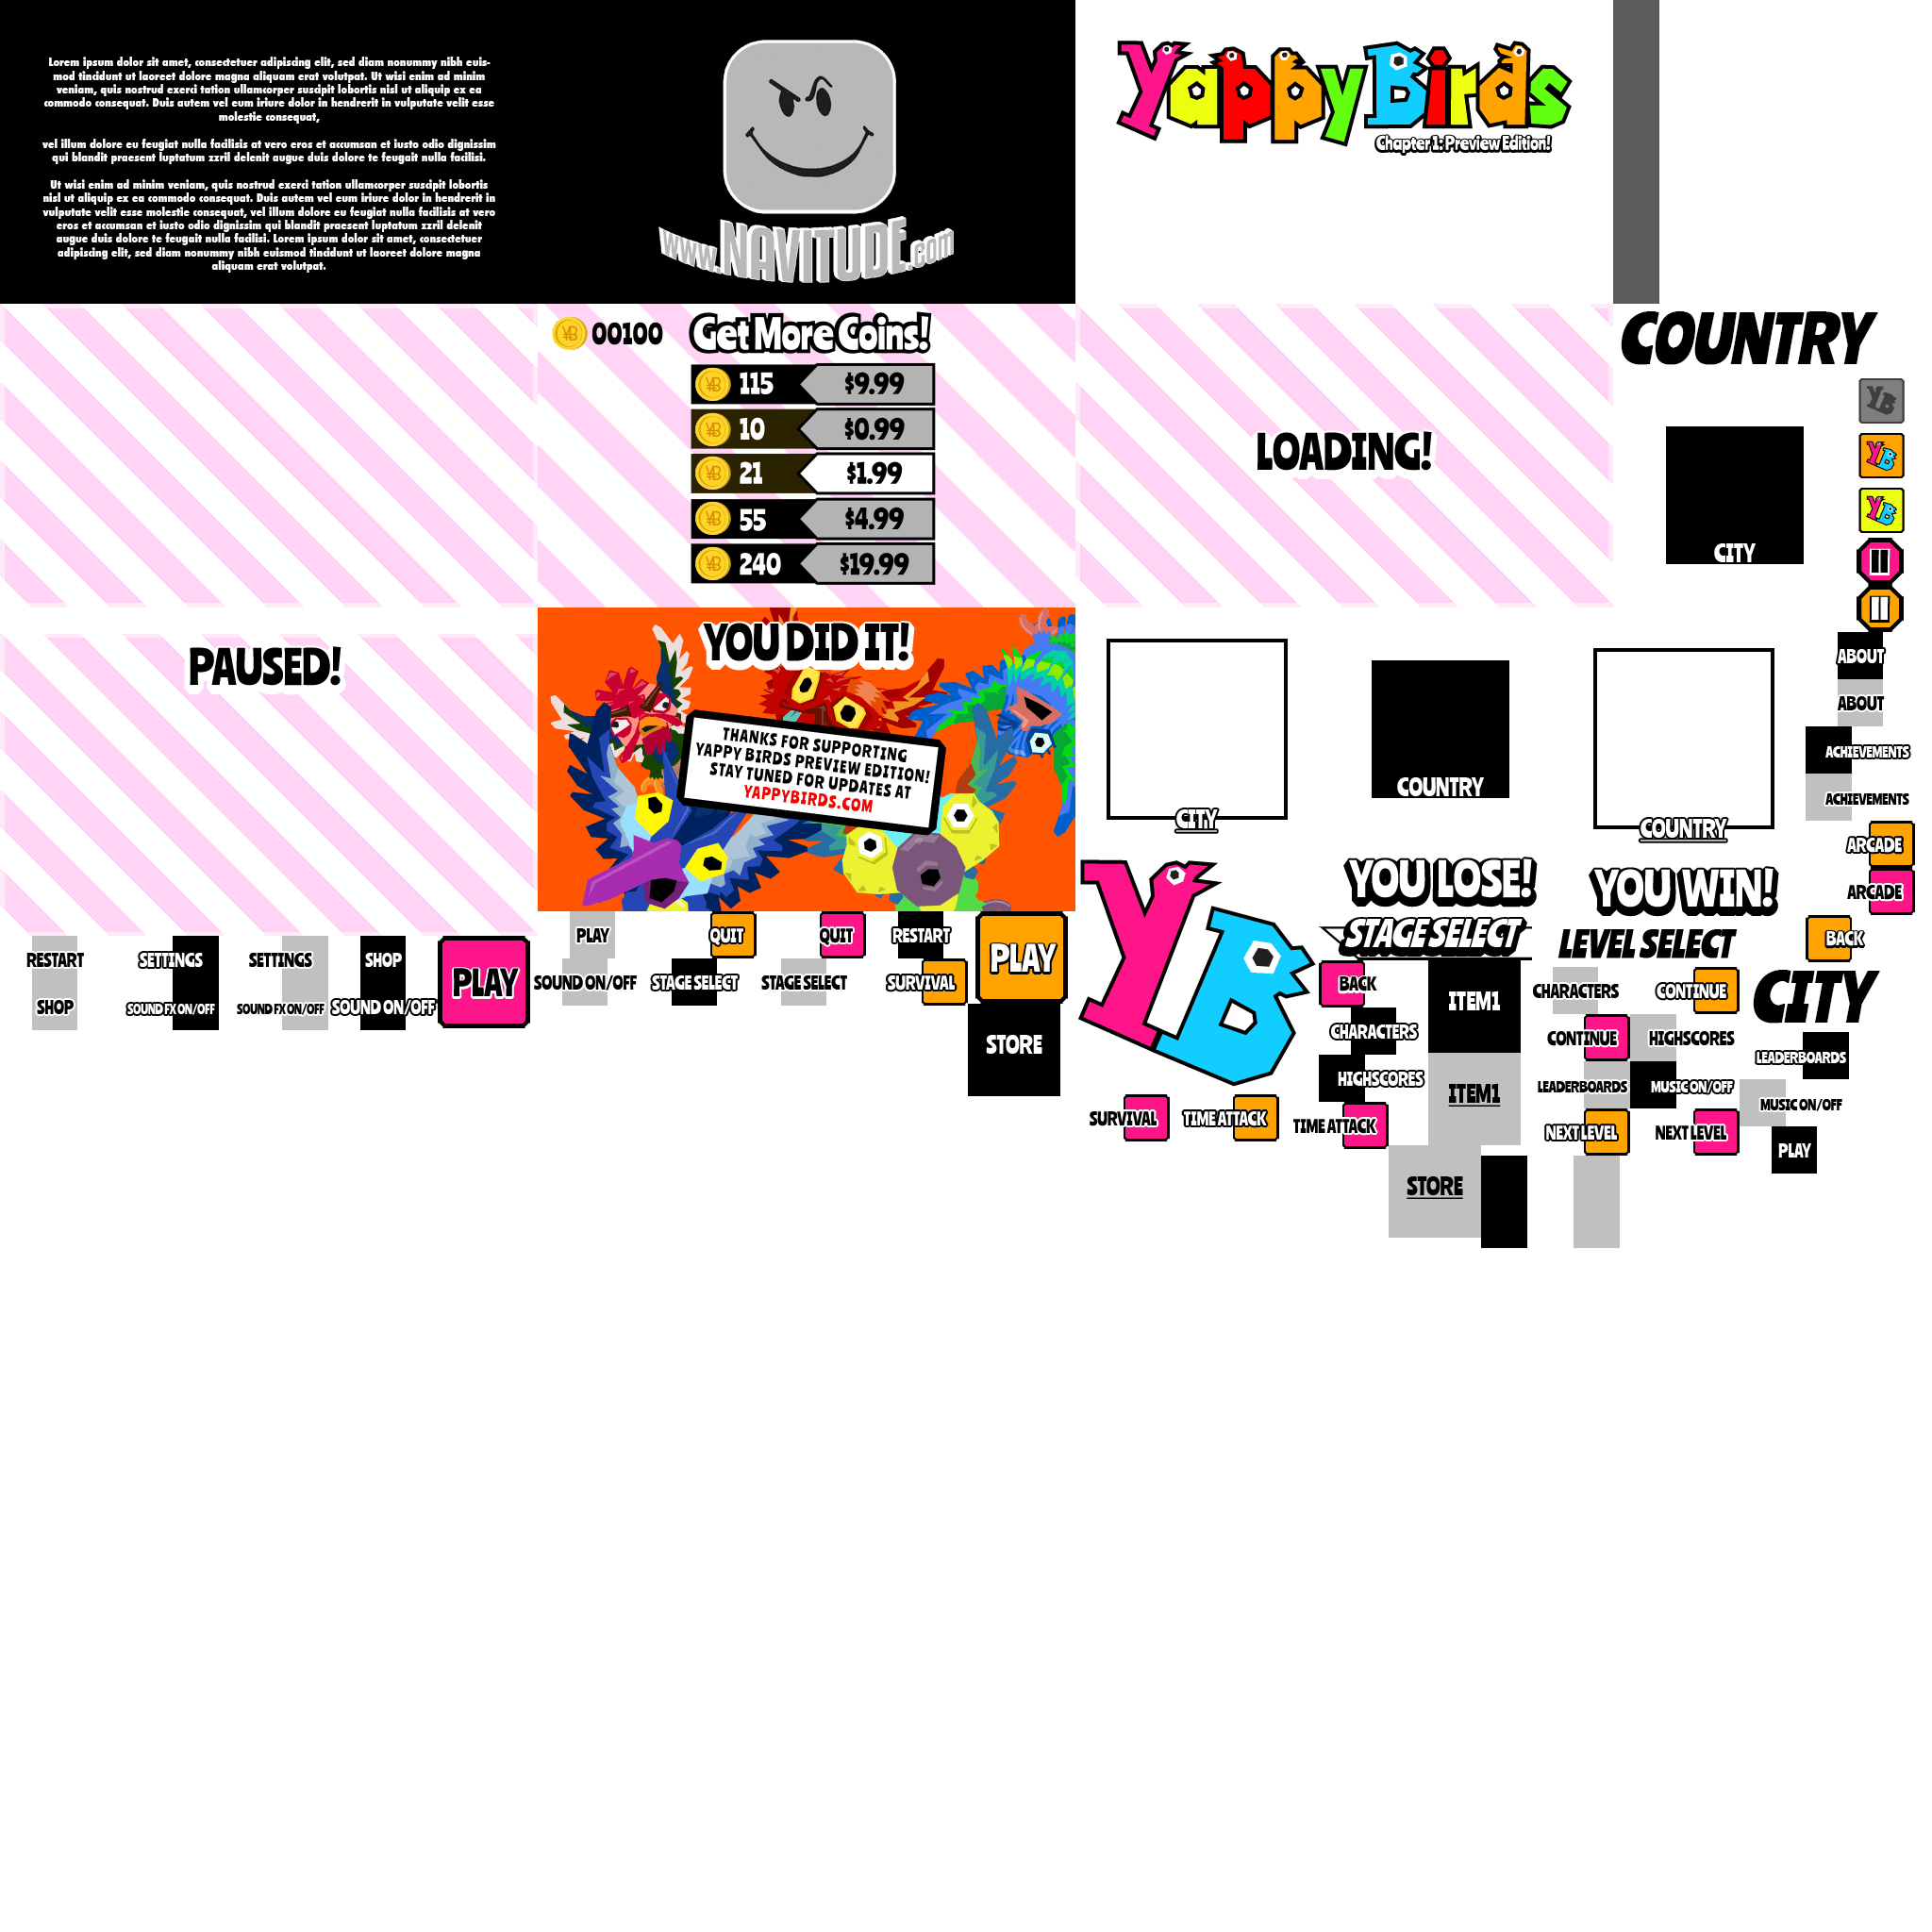 Lorem ipsum dolor sit amet, consectetuer adipiscing elit, sed diam nonummy nibh euis-
mod tincidunt ut laoreet dolore magna aliquam erat volutpat. Ut wisi enim ad minim
veniam, quis nostrud exerci tation ullamcorper suscipit lobortis nisl ut aliquip ex ea
commodo consequat. Duis autem vel eum iriure dolor in hendrerit in vulputate velit esse
molestie consequat,
vel illum dolore eu feugiat nulla facilisis at vero eros et accumsan et iusto odio dignissim
qui blandit praesent luptatum zzril delenit augue duis dolore te feugait nulla facilisi.
Ut wisi enim ad minim veniam, quis nostrud exerci tation ullamcorper suscipit lobortis
nisl ut aliquip ex ea commodo consequat. Duis autem vel eum iriure dolor in hendrerit in
vulputate velit esse molestie consequat, vel illum dolore eu feugiat nulla facilisis at vero
eros et accumsan et iusto odio dignissim qui blandit praesent luptatum zzril delenit
augue duis dolore te feugait nulla facilisi. Lorem ipsum dolor sit amet, consectetuer
adipiscing elit, sed diam nonummy nibh euismod tincidunt ut laoreet dolore magna
aliquam erat volutpat.
www.NAVITUDE.com
YappyBirds
Chapter 1: Preview Edition!
00100
Get More Coins!
YB 115 $9.99
YB 10 $0.99
YB 21 $1.99
YB 55 $4.99
YB 240 $19.99
LOADING!
COUNTRY
YB
YB
YB
CITY
PAUSED!
YOU DID IT!
THANKS FOR SUPPORTING
YAPPY BIRDS PREVIEW EDITION!
STAY TUNED FOR UPDATES AT
YAPPYBIRDS.COM
CITY
COUNTRY
COUNTRY
ABOUT
ABOUT
ACHIEVEMENTS
ACHIEVEMENTS
ARCADE
ARCADE
BACK
YB
YOU LOSE!
STAGE SELECT
YOU WIN!
LEVEL SELECT
CITY
RESTART
SETTINGS
SETTINGS
SHOP
PLAY
SHOP
SOUND FX ON/OFF
SOUND FX ON/OFF
SOUND ON/OFF
PLAY
QUIT
QUIT
RESTART
PLAY
SOUND ON/OFF
STAGE SELECT
STAGE SELECT
SURVIVAL
STORE
BACK
ITEM1
CHARACTERS
CONTINUE
CHARACTERS
CONTINUE
HIGHSCORES
LEADERBOARDS
HIGHSCORES
ITEM1
LEADERBOARDS
MUSIC ON/OFF
MUSIC ON/OFF
SURVIVAL
TIME ATTACK
TIME ATTACK
NEXT LEVEL
NEXT LEVEL
PLAY
STORE